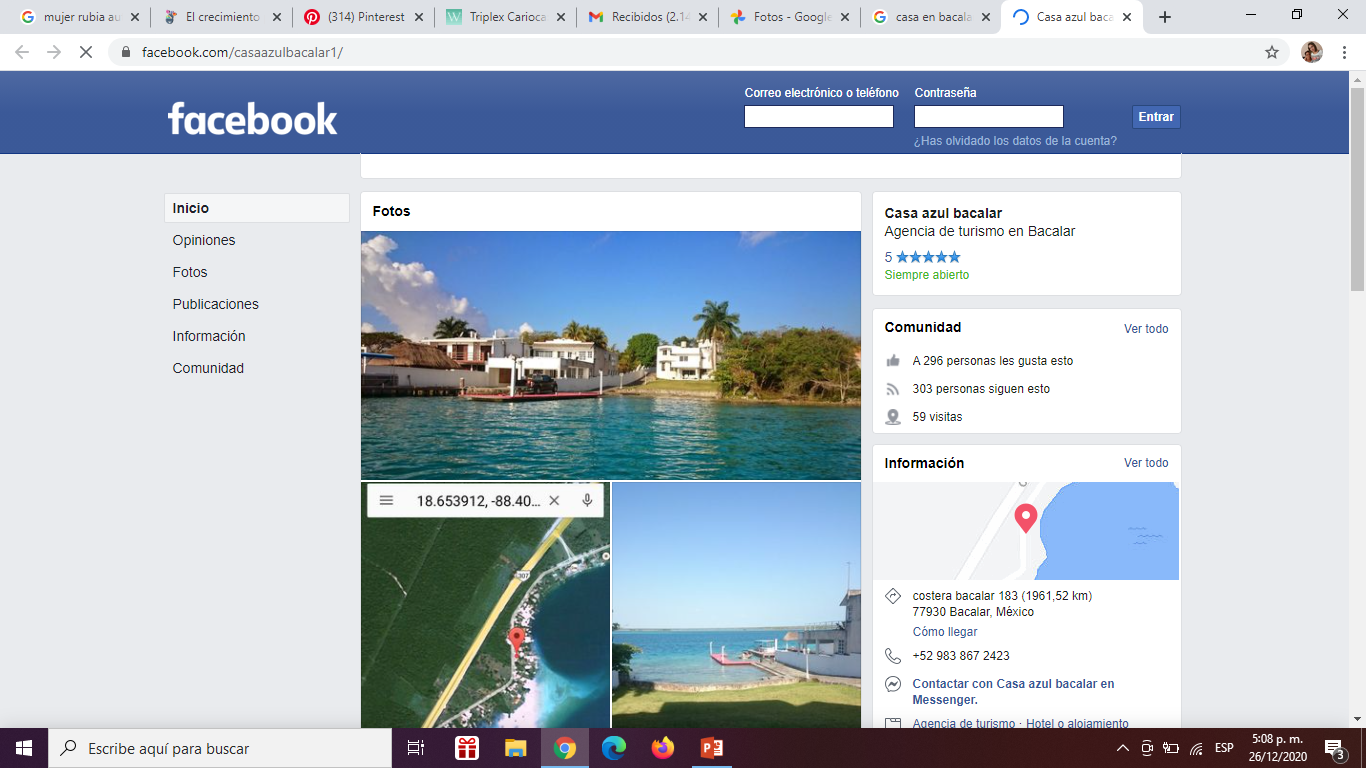 mujer rubia au
El crecimiento
(314) Pinterest
Triplex Carioca
Recibidos (2.14
Fotos - Google
casa en bacala
Casa azul baca
facebook.com/casaazulbacalar1/
facebook
Correo electrónico o teléfono
Contraseña
Entrar
¿Has olvidado los datos de la cuenta?
Inicio
Opiniones
Fotos
Publicaciones
Información
Comunidad
Fotos
18.653912, -88.40...
307
Casa azul bacalar
Agencia de turismo en Bacalar
5
Siempre abierto
Comunidad
Ver todo
A 296 personas les gusta esto
303 personas siguen esto
59 visitas
Información
Ver todo
costera bacalar 183 (1961,52 km)
77930 Bacalar, México
Cómo llegar
+52 983 867 2423
Contactar con Casa azul bacalar en
Messenger.
Agencia de turismo · Hotel o alojamiento
Escribe aquí para buscar
ESP
5:08 p. m.
26/12/2020
3